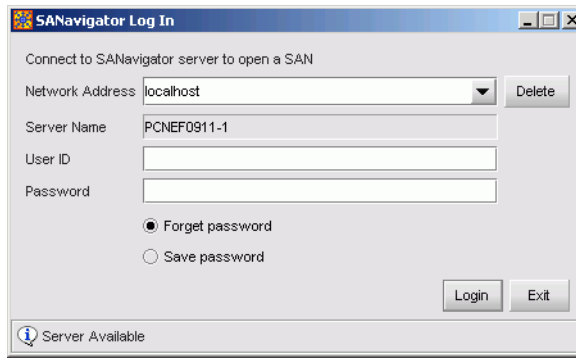 SANavigator Log In
Connect to SANavigator server to open a SAN
Network Address localhost Delete
Server Name PCNEF0911-1
User ID
Password
Forget password
Save password
Login Exit
Server Available